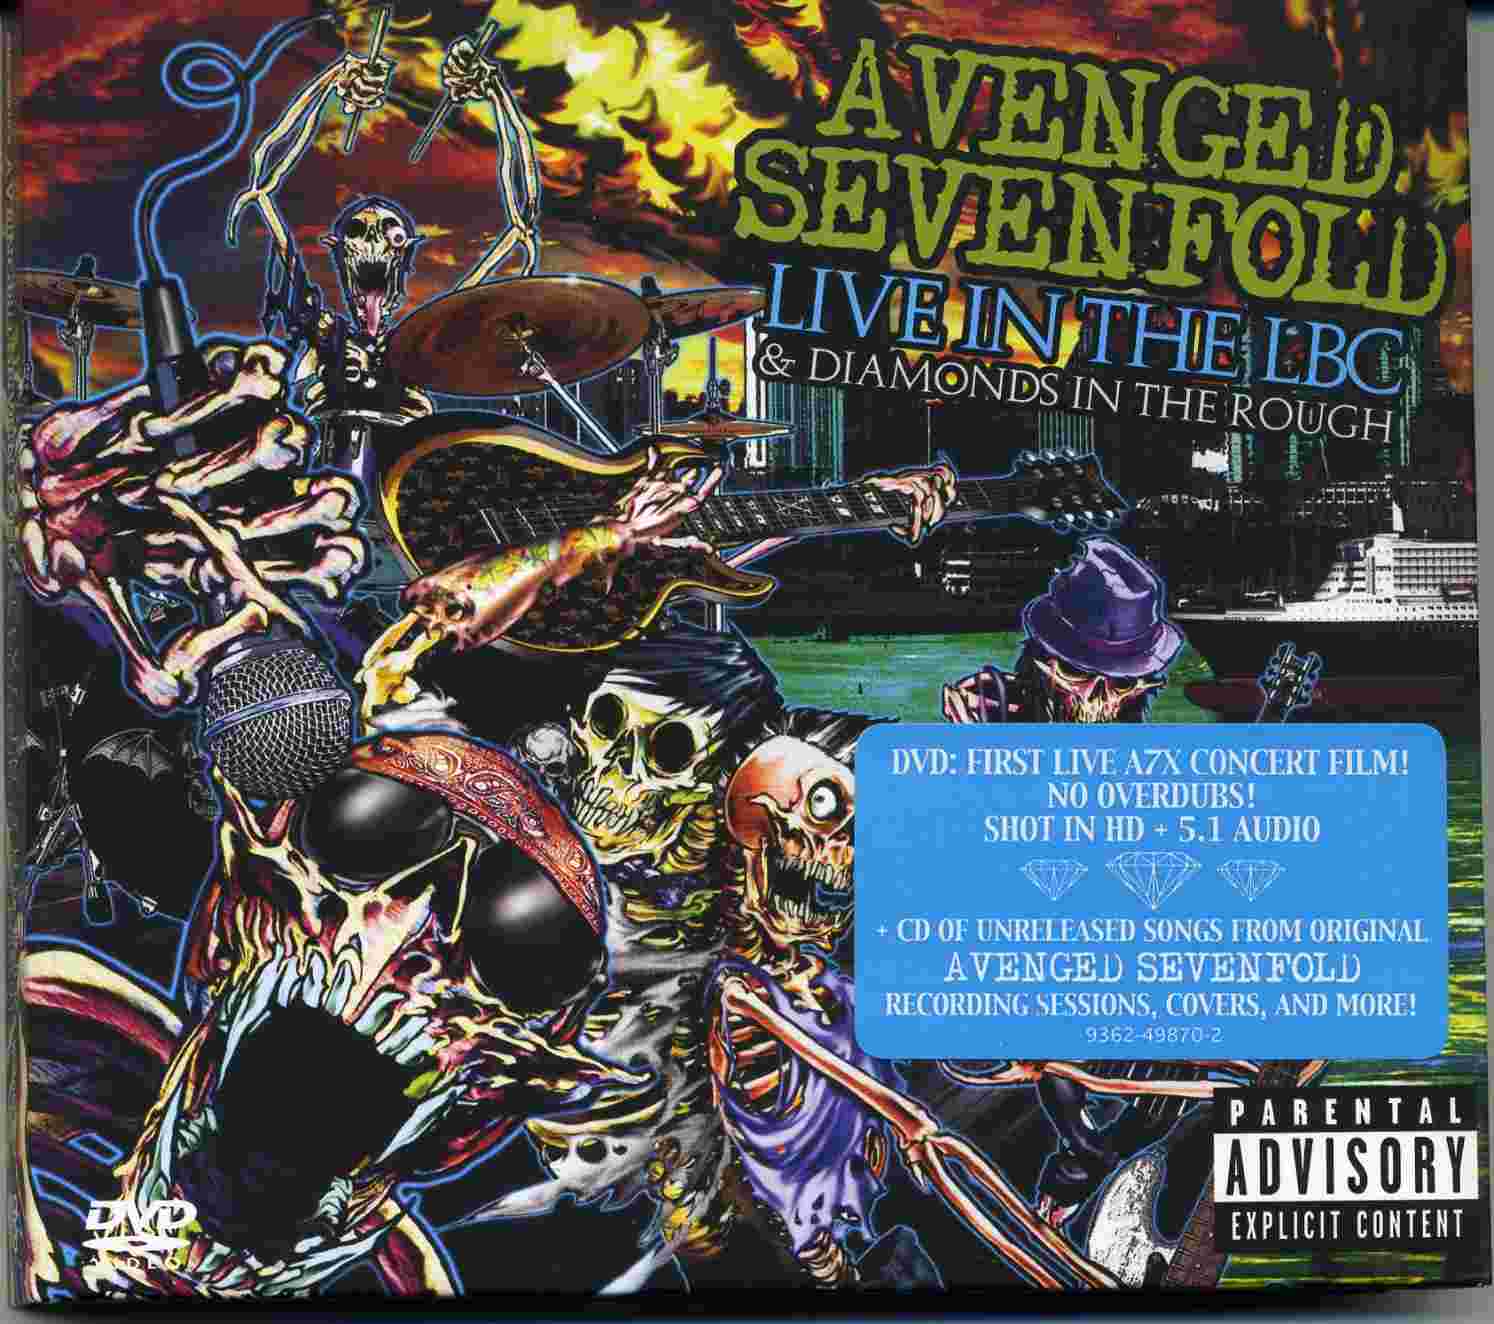 AVENGED
SEVENFOLD
LIVE IN THE LBC
& DIAMONDS IN THE ROUGH
DVD: FIRST LIVE A7X CONCERT FILM!
NO OVERDUBS!
SHOT IN HD + 5.1 AUDIO
+ CD OF UNRELEASED SONGS FROM ORIGINAL
AVENGED SEVENFOLD
RECORDING SESSIONS, COVERS, AND MORE!
9362-49870-2
PARENTAL
ADVISORY
EXPLICIT CONTENT
DVD
VIDEO